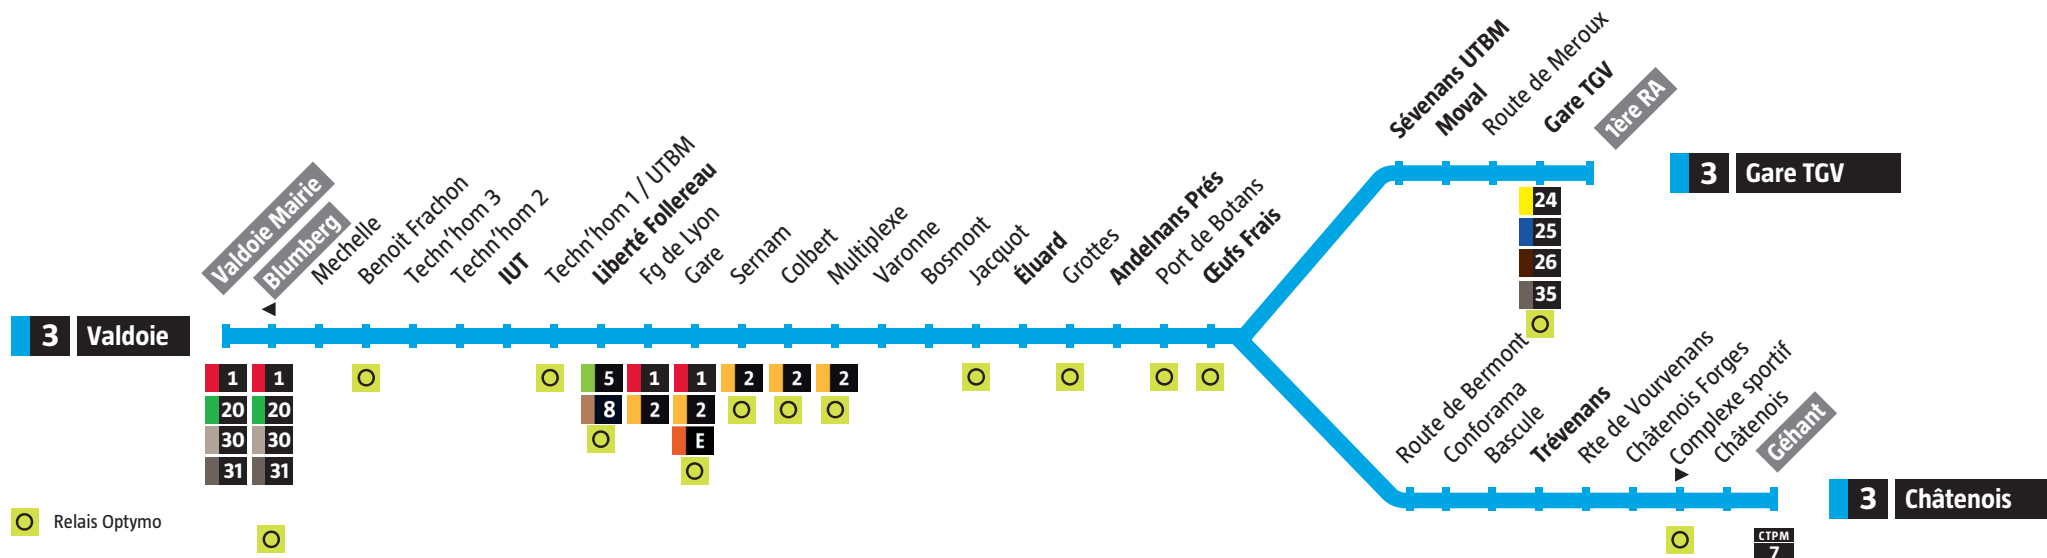 3 Valdoie
Valdoie Mairie
Blumberg
Mechelle
Benoit Frachon
Techn'hom 3
Techn'hom 2
IUT
Techn'hom 1 / UTBM
Liberté Follereau
Fg de Lyon
Gare
Sernam
Colbert
Multiplexe
Varonne
Bosmont
Jacquot
Éluard
Grottes
Andelnans Prés
Port de Botans
Œufs Frais
Sévenans UTBM
Moval
Route de Meroux
Gare TGV
1ère RA
3 Gare TGV
24
25
26
35
1 1 5 1 1 2 2 2
20 20 8 2 2
30 30 E
31 31
Route de Bermont
Conforama
Bascule
Trévenans
Rte de Vourvenans
Châtenois Forges
Complexe sportif
Châtenois
Géhant
3 Châtenois
Relais Optymo
CTPM
7